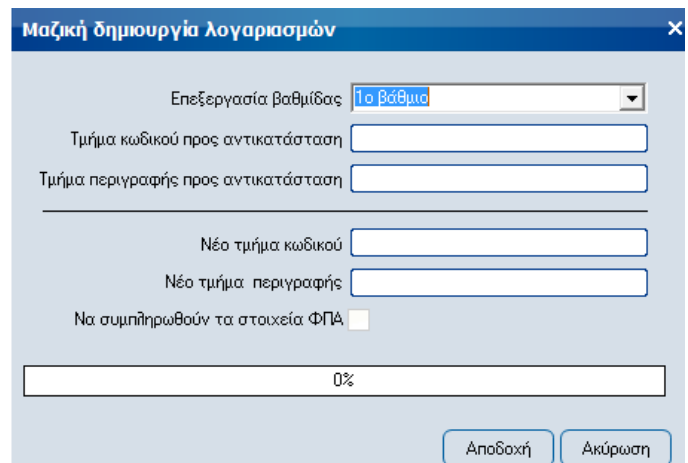 Μαζική δημιουργία λογαριασμών
Επεξεργασία βαθμίδας 1ο βάθμιο
Τμήμα κωδικού προς αντικατάσταση
Τμήμα περιγραφής προς αντικατάσταση
Νέο τμήμα κωδικού
Νέο τμήμα περιγραφής
Να συμπληρωθούν τα στοιχεία ΦΠΑ
0%
Αποδοχή Ακύρωση